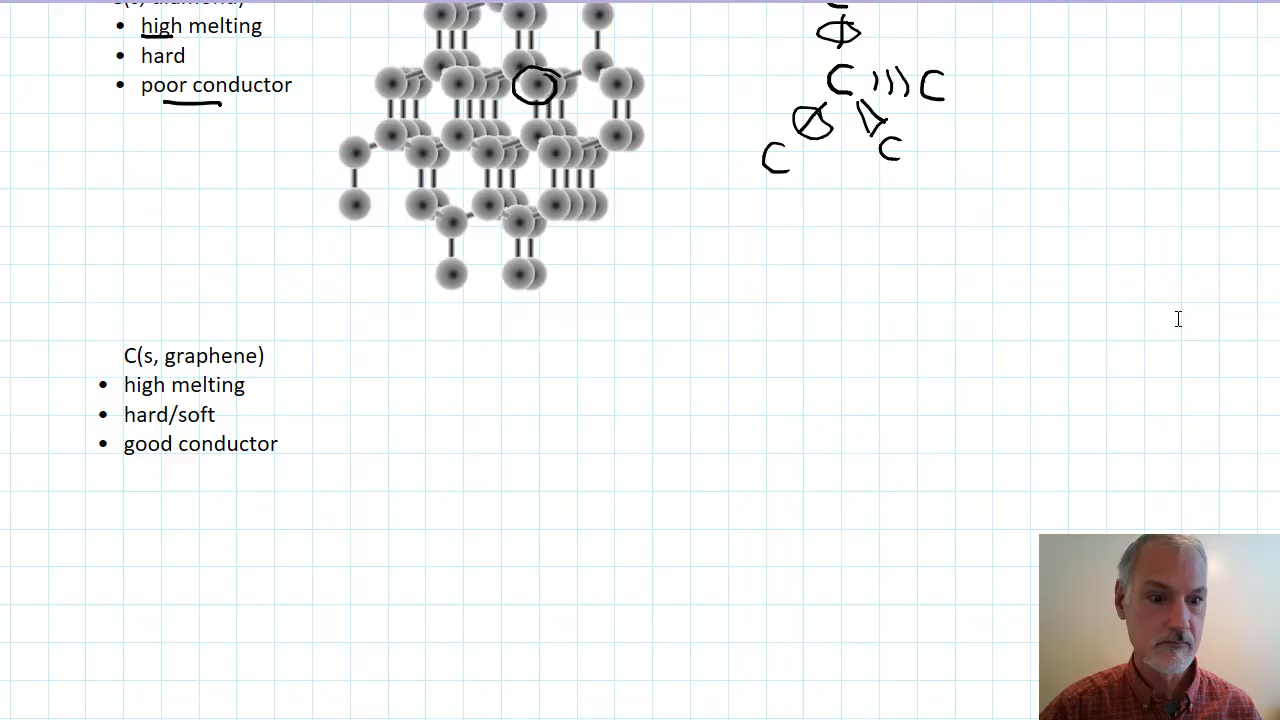 • high melting
• hard
• poor conductor
C
C C
C
C(s, graphene)
• high melting
• hard/soft
• good conductor